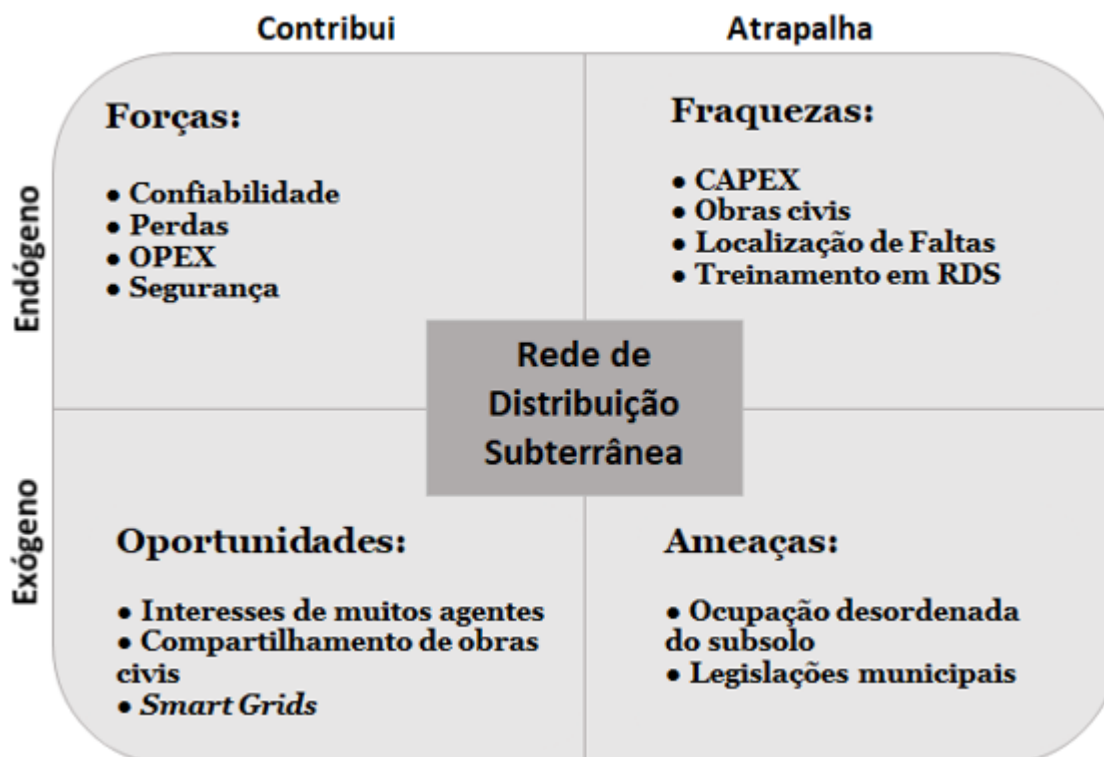 Contribui
Atrapalha
Endógeno
Forças:
● Confiabilidade
● Perdas
● OPEX
● Segurança
Fraquezas:
● CAPEX
● Obras civis
● Localização de Faltas
● Treinamento em RDS
Rede de
Distribuição
Subterrânea
Exógeno
Oportunidades:
● Interesses de muitos agentes
● Compartilhamento de obras
civis
● Smart Grids
Ameaças:
● Ocupação desordenada
do subsolo
● Legislações municipais